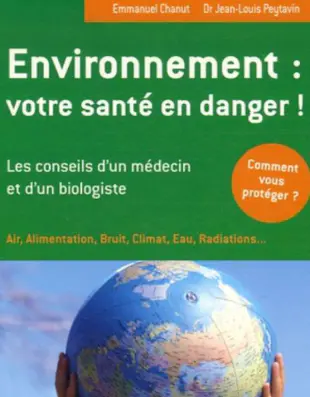 Emmanuel Chanut Dr Jean-Louis Peytavin
Environnement :
votre santé en danger !
Les conseils d'un médecin
et d'un biologiste
Comment
vous
protéger ?
Air, Alimentation, Bruit, Climat, Eau, Radiations...